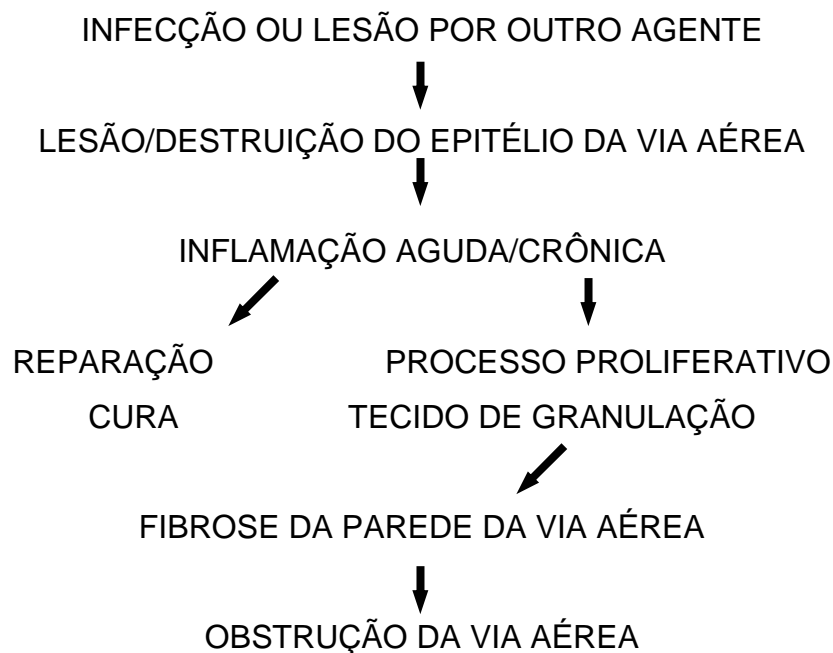 INFECÇÃO OU LESÃO POR OUTRO AGENTE
LESÃO/DESTRUIÇÃO DO EPITÉLIO DA VIA AÉREA
INFLAMAÇÃO AGUDA/CRÔNICA
REPARAÇÃO PROCESSO PROLIFERATIVO
CURA TECIDO DE GRANULAÇÃO
FIBROSE DA PAREDE DA VIA AÉREA
OBSTRUÇÃO DA VIA AÉREA